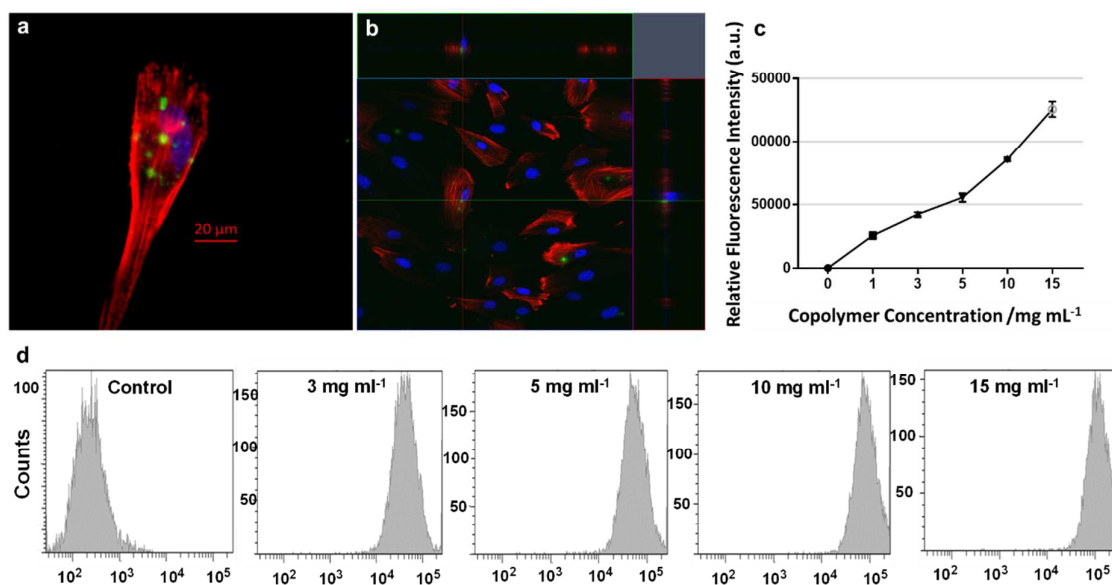 a
20 µm
b
c
Relative Fluorescence Intensity (a.u.)
50000
00000
50000
0
0 1 3 5 10 15
Copolymer Concentration /mg mL⁻¹
d
Counts
100
Control
10² 10³ 10⁴ 10⁵
150
100
50
3 mg ml⁻¹
10² 10³ 10⁴ 10⁵
150
100
50
5 mg ml⁻¹
10² 10³ 10⁴ 10⁵
150
100
50
10 mg ml⁻¹
10² 10³ 10⁴ 10⁵
150
100
50
15 mg ml⁻¹
10² 10³ 10⁴ 10⁵